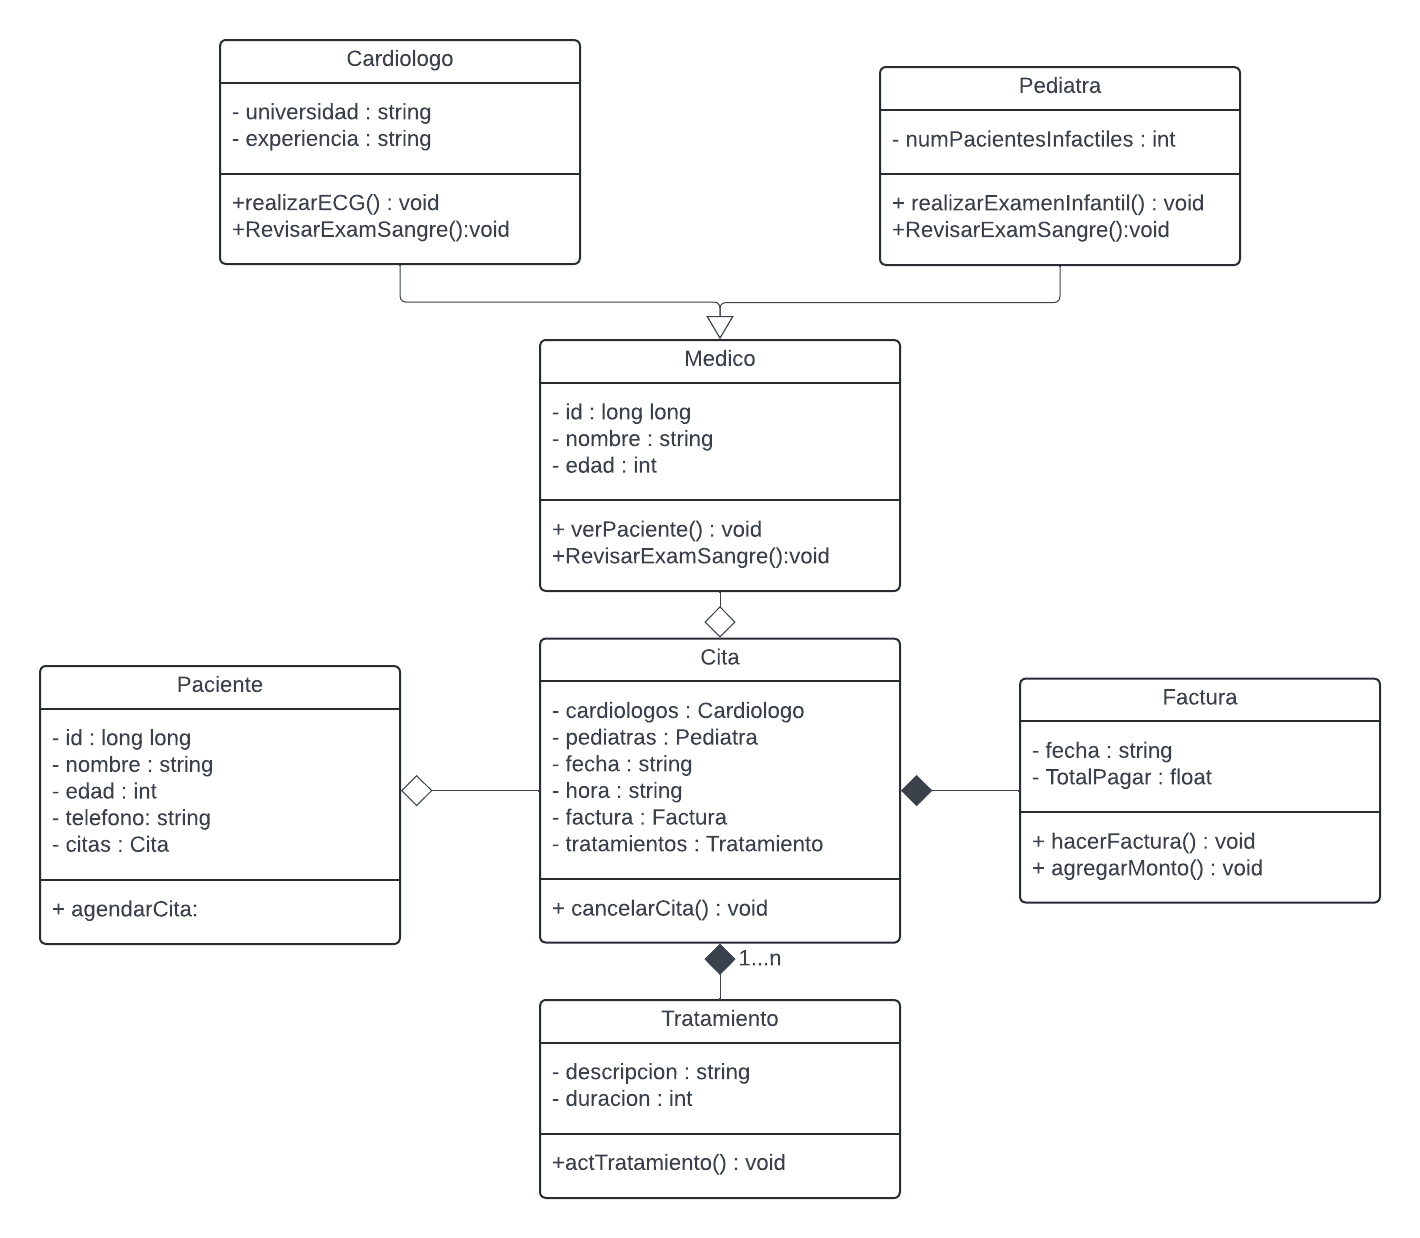 Cardiologo
- universidad : string
- experiencia : string
+realizarECG() : void
+RevisarExamSangre():void
Pediatra
- numPacientesInfactiles : int
+ realizarExamenInfantil() : void
+RevisarExamSangre():void
Medico
- id : long long
- nombre : string
- edad : int
+ verPaciente() : void
+RevisarExamSangre():void
Paciente
- id : long long
- nombre : string
- edad : int
- telefono: string
- citas : Cita
+ agendarCita:
Cita
- cardiologos : Cardiologo
- pediatras : Pediatra
- fecha : string
- hora : string
- factura : Factura
- tratamientos : Tratamiento
+ cancelarCita() : void
Factura
- fecha : string
- TotalPagar : float
+ hacerFactura() : void
+ agregarMonto() : void
1...n
Tratamiento
- descripcion : string
- duracion : int
+actTratamiento() : void